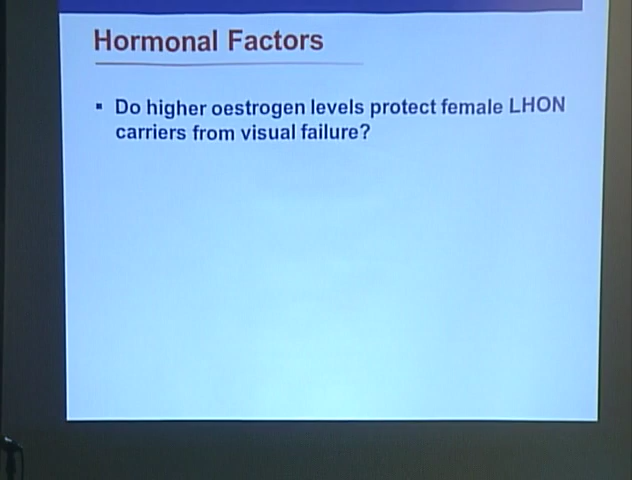 Hormonal Factors
▪ Do higher oestrogen levels protect female LHON
carriers from visual failure?